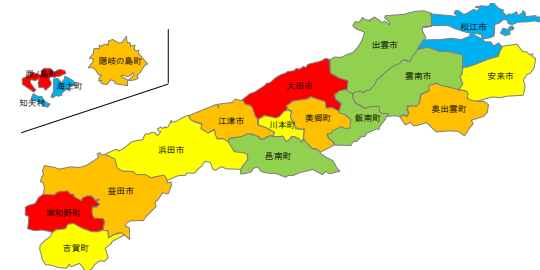 松江市
出雲市
隠岐の島町
西ノ島町
海士町
知夫村
雲南市
安来市
大田市
奥出雲町
美郷町
飯南町
江津市
川本町
浜田市
邑南町
益田市
津和野町
吉賀町